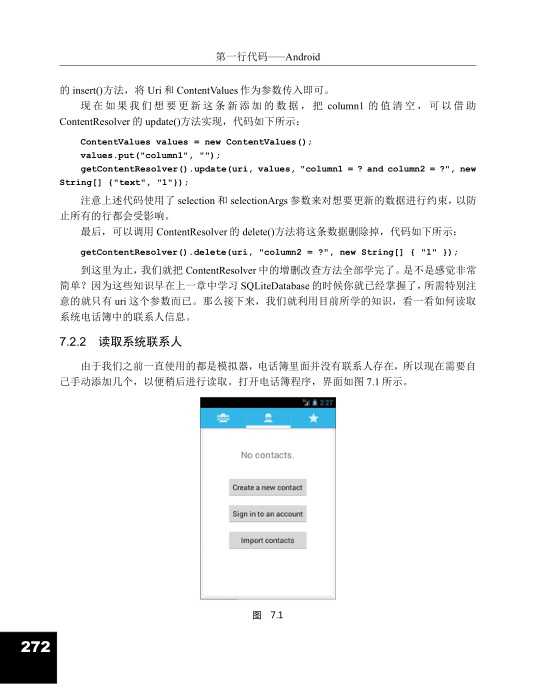 第一行代码——Android
的 insert()方法，将 Uri 和 ContentValues 作为参数传入即可。
现在如果我们想要更新这条新添加的数据，把 column1 的值清空，可以借助
ContentResolver 的 update()方法实现，代码如下所示：
ContentValues values = new ContentValues();
values.put("column1", "");
getContentResolver().update(uri, values, "column1 = ? and column2 = ?", new
String[] {"text", "1"});
注意上述代码使用了 selection 和 selectionArgs 参数来对想要更新的数据进行约束，以防
止所有的行都会受影响。
最后，可以调用 ContentResolver 的 delete()方法将这条数据删除掉，代码如下所示：
getContentResolver().delete(uri, "column2 = ?", new String[] { "1" });
到这里为止，我们就把 ContentResolver 中的增删改查方法全部学完了。是不是感觉非常
简单？因为这些知识早在上一章中学习 SQLiteDatabase 的时候你就已经掌握了，所需特别注
意的就只有 uri 这个参数而已。那么接下来，我们就利用目前所学的知识，看一看如何读取
系统电话簿中的联系人信息。
7.2.2 读取系统联系人
由于我们之前一直使用的都是模拟器，电话簿里面并没有联系人存在，所以现在需要自
己手动添加几个，以便稍后进行读取。打开电话簿程序，界面如图 7.1 所示。
2:27
No contacts.
Create a new contact
Sign in to an account
Import contacts
图 7.1
272